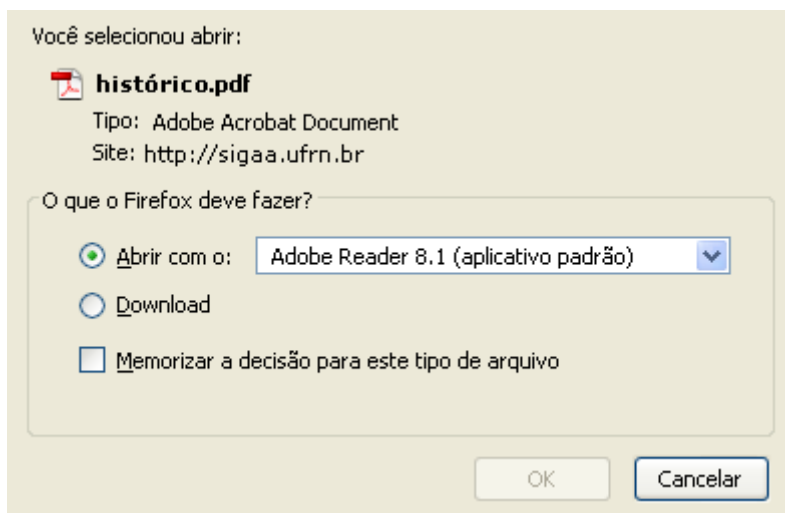 Você selecionou abrir:
histórico.pdf
Tipo: Adobe Acrobat Document
Site: http://sigaa.ufrn.br
O que o Firefox deve fazer?
Abrir com o: Adobe Reader 8.1 (aplicativo padrão)
Download
Memorizar a decisão para este tipo de arquivo
OK Cancelar